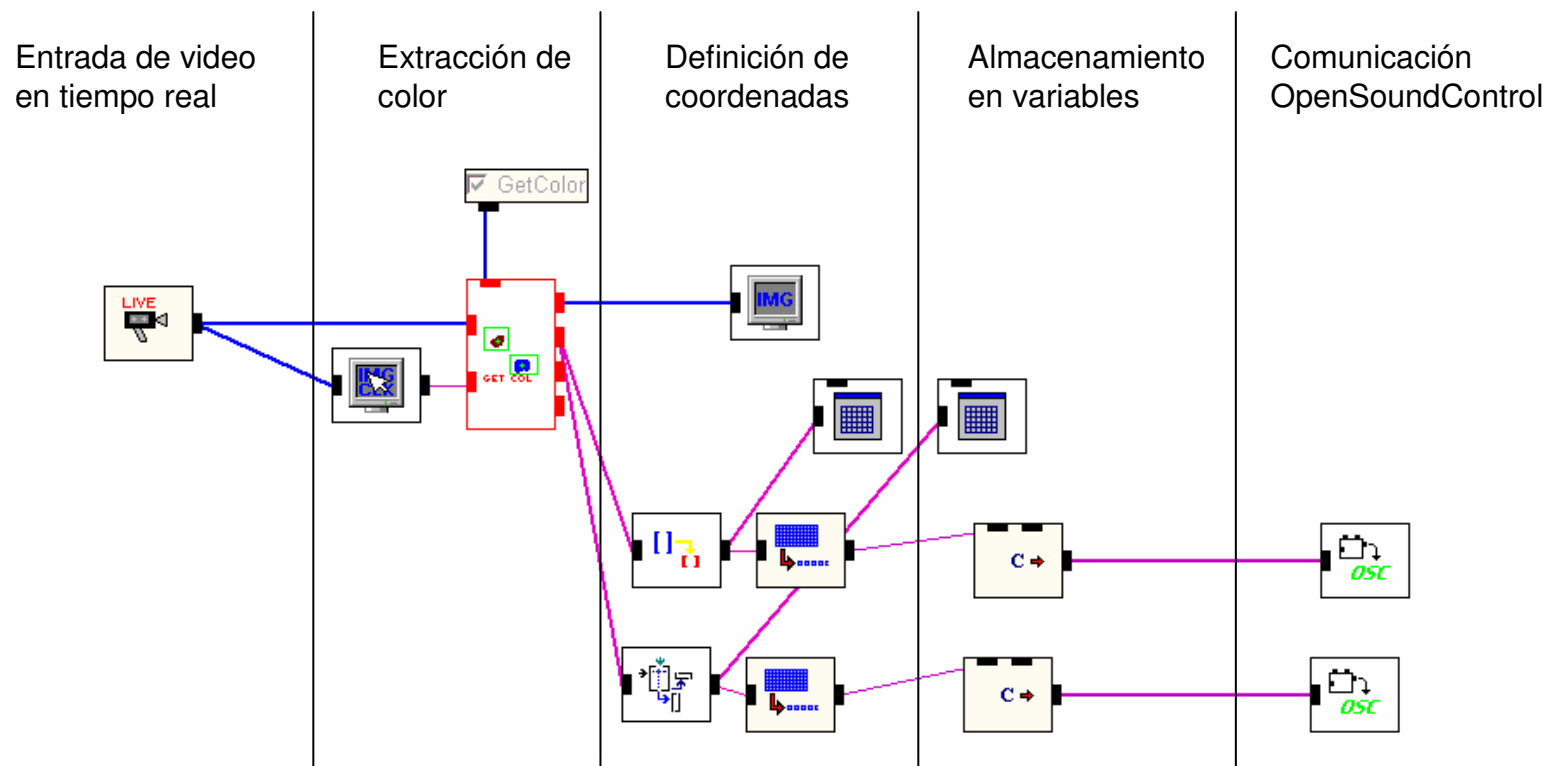 Entrada de video
en tiempo real
Extracción de
color
Definición de
coordenadas
Almacenamiento
en variables
Comunicación
OpenSoundControl
GetColor
LIVE
IMG
IMG
CLK
GET COL
[ ]
[ ]
C
OSC
C
OSC